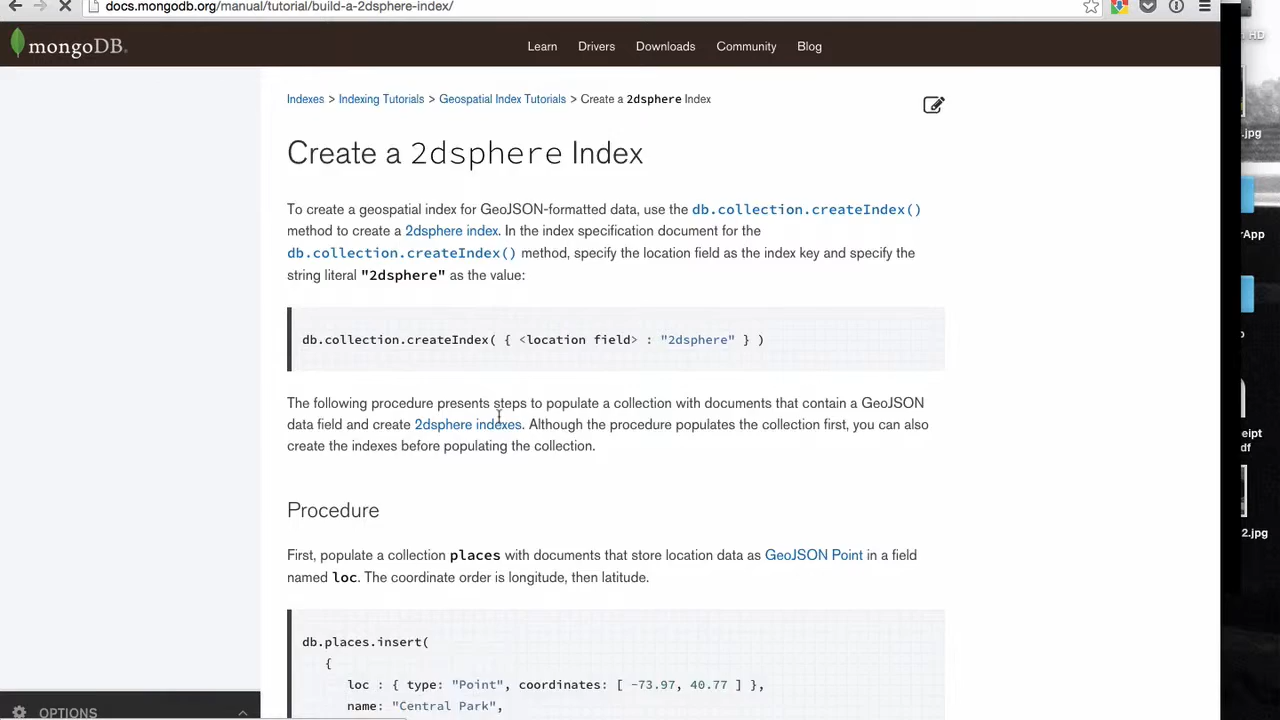 docs.mongodb.org/manual/tutorial/build-a-2dsphere-index/
mongoDB
Learn Drivers Downloads Community Blog
HD
.jpg
Indexes > Indexing Tutorials > Geospatial Index Tutorials > Create a 2dsphere Index
Create a 2dsphere Index
To create a geospatial index for GeoJSON-formatted data, use the db.collection.createIndex()
method to create a 2dsphere index. In the index specification document for the
db.collection.createIndex() method, specify the location field as the index key and specify the
string literal "2dsphere" as the value:
rApp
db.collection.createIndex( { <location field> : "2dsphere" } )
The following procedure presents steps to populate a collection with documents that contain a GeoJSON
data field and create 2dsphere indexes. Although the procedure populates the collection first, you can also
create the indexes before populating the collection.
eipt
df
Procedure
2.jpg
First, populate a collection places with documents that store location data as GeoJSON Point in a field
named loc. The coordinate order is longitude, then latitude.
db.places.insert(
{
loc : { type: "Point", coordinates: [ -73.97, 40.77 ] },
name: "Central Park",
OPTIONS